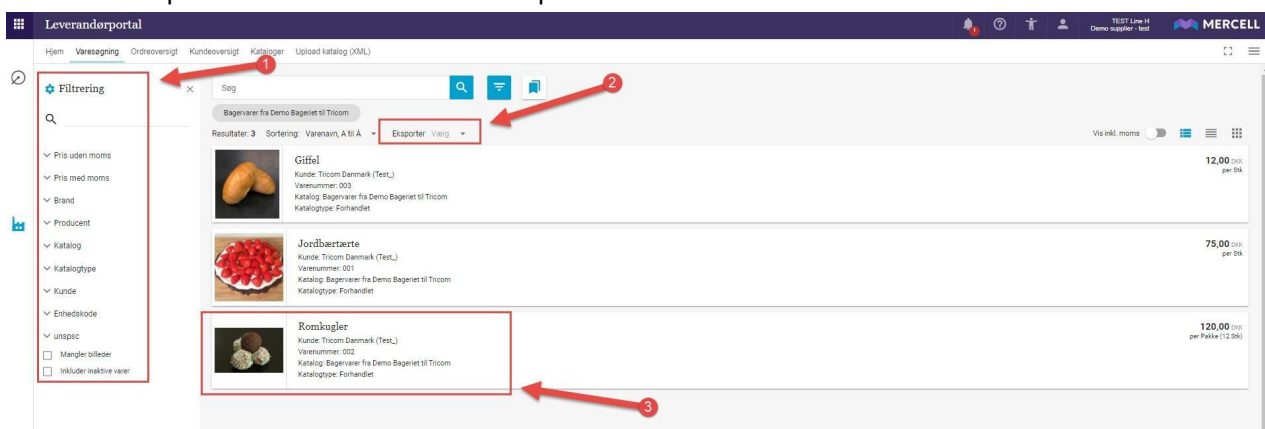 Leverandørportal
TEST Line H
Demo supplier - test
MERCELL
Hjem Varesøgning Ordreoversigt Kundeoversigt Kataloger Upload katalog (XML)
1
Filtrering
Søg
2
Bagervarer fra Demo Bageriet til Tricom
Resultater: 3 Sortering: Varenavn, A til Å Eksporter Vælg
Vis inkl. moms
Pris uden moms
Pris med moms
Brand
Producent
Katalog
Katalogtype
Kunde
Enhedskode
unspsc
Mangler billeder
Inkluder inaktive varer
Giffel
Kunde: Tricom Danmark (Test_)
Varenummer: 003
Katalog: Bagervarer fra Demo Bageriet til Tricom
Katalogtype: Forhandlet
12,00 DKK
per Stk
Jordbærtærte
Kunde: Tricom Danmark (Test_)
Varenummer: 001
Katalog: Bagervarer fra Demo Bageriet til Tricom
Katalogtype: Forhandlet
75,00 DKK
per Stk
Romkugler
Kunde: Tricom Danmark (Test_)
Varenummer: 002
Katalog: Bagervarer fra Demo Bageriet til Tricom
Katalogtype: Forhandlet
120,00 DKK
per Pakke (12 Stk)
3